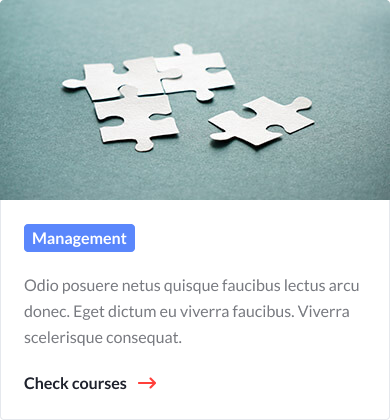 Management
Odio posuere netus quisque faucibus lectus arcu
donec. Eget dictum eu viverra faucibus. Viverra
scelerisque consequat.
Check courses